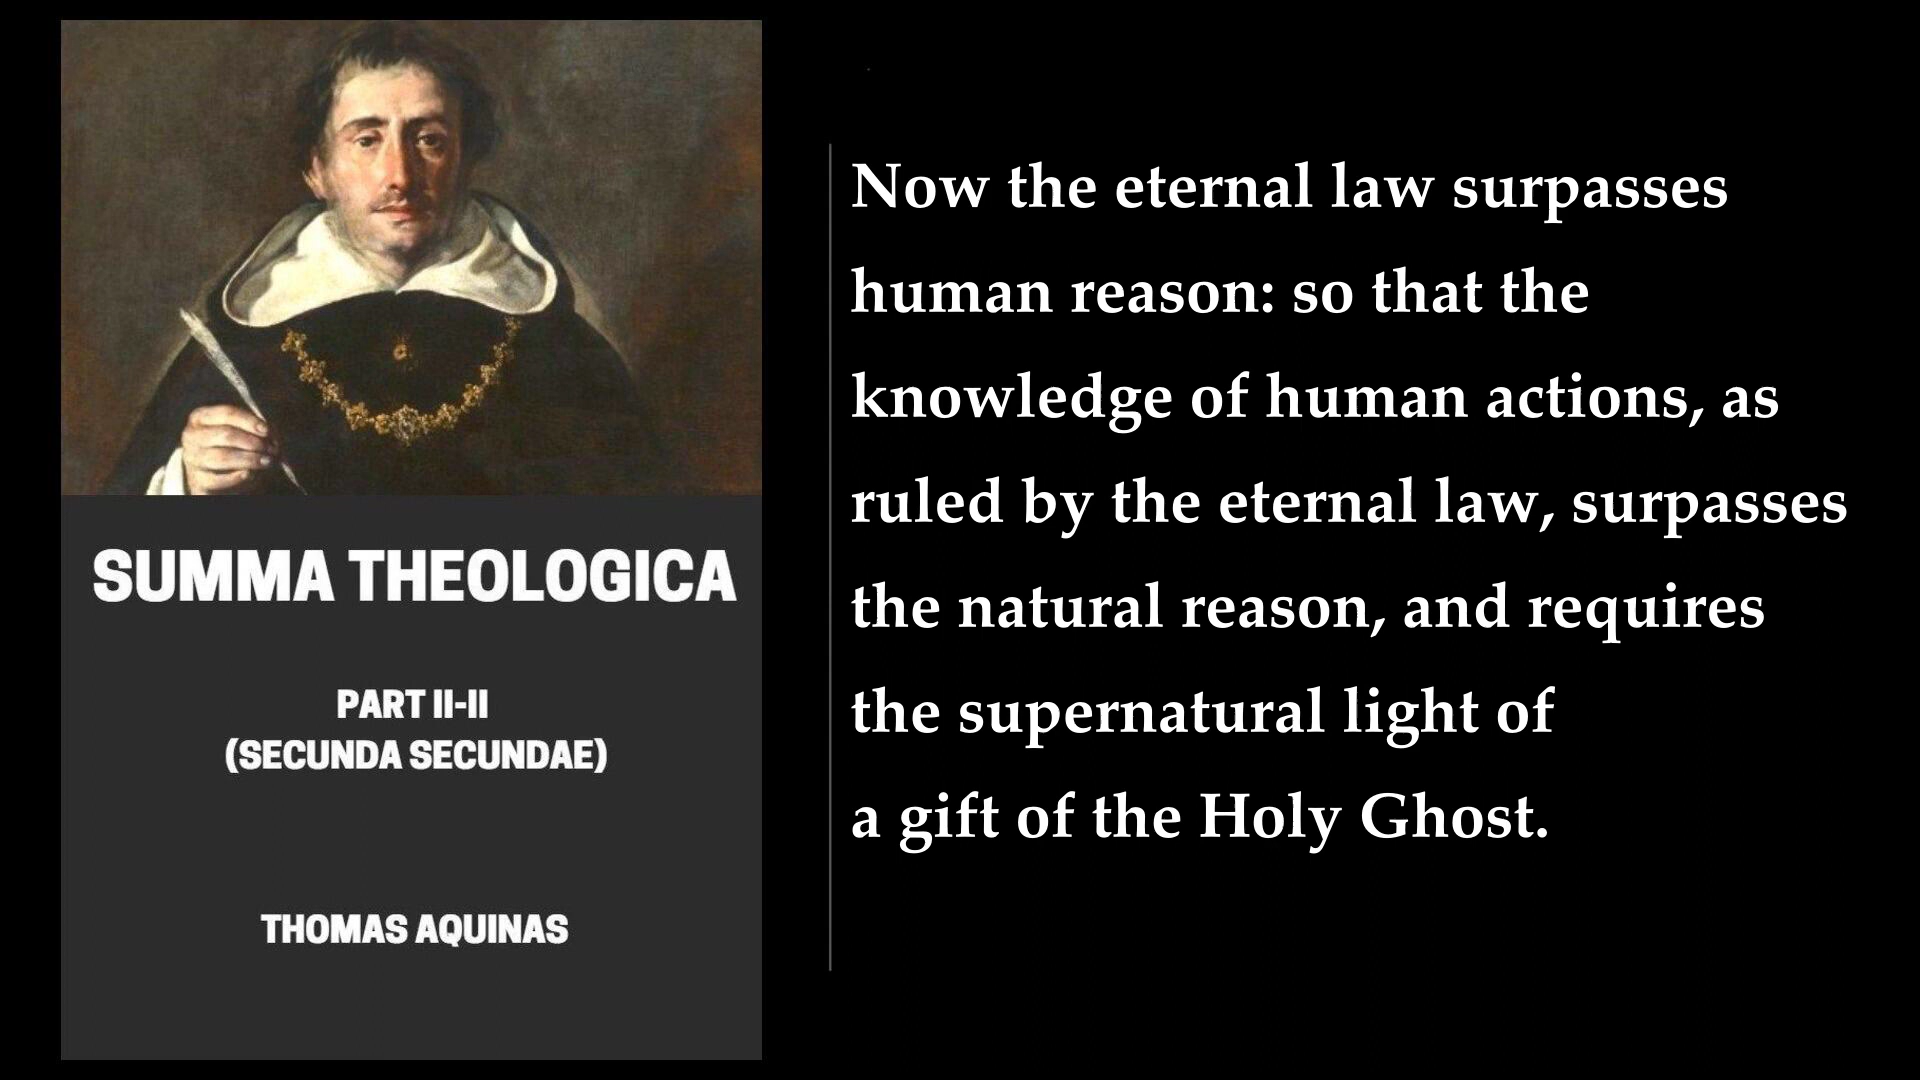 SUMMA THEOLOGICA
PART II-II
(SECUNDA SECUNDAE)
THOMAS AQUINAS
Now the eternal law surpasses
human reason: so that the
knowledge of human actions, as
ruled by the eternal law, surpasses
the natural reason, and requires
the supernatural light of
a gift of the Holy Ghost.